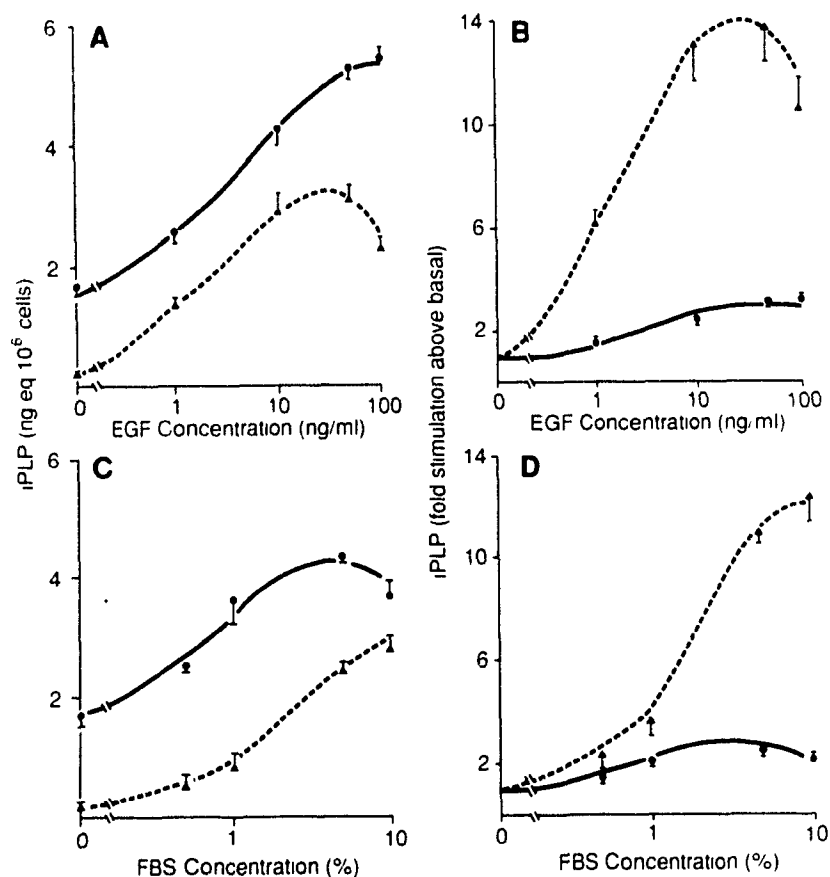 A
6
4
2
0
1
10
100
EGF Concentration (ng/ml)
B
14
10
6
2
0
1
10
100
EGF Concentration (ng/ml)
ıPLP (ng eq 10⁶ cells)
ıPLP (fold stimulation above basal)
C
6
4
2
0
1
10
FBS Concentration (%)
D
14
10
6
2
0
1
10
FBS Concentration (%)